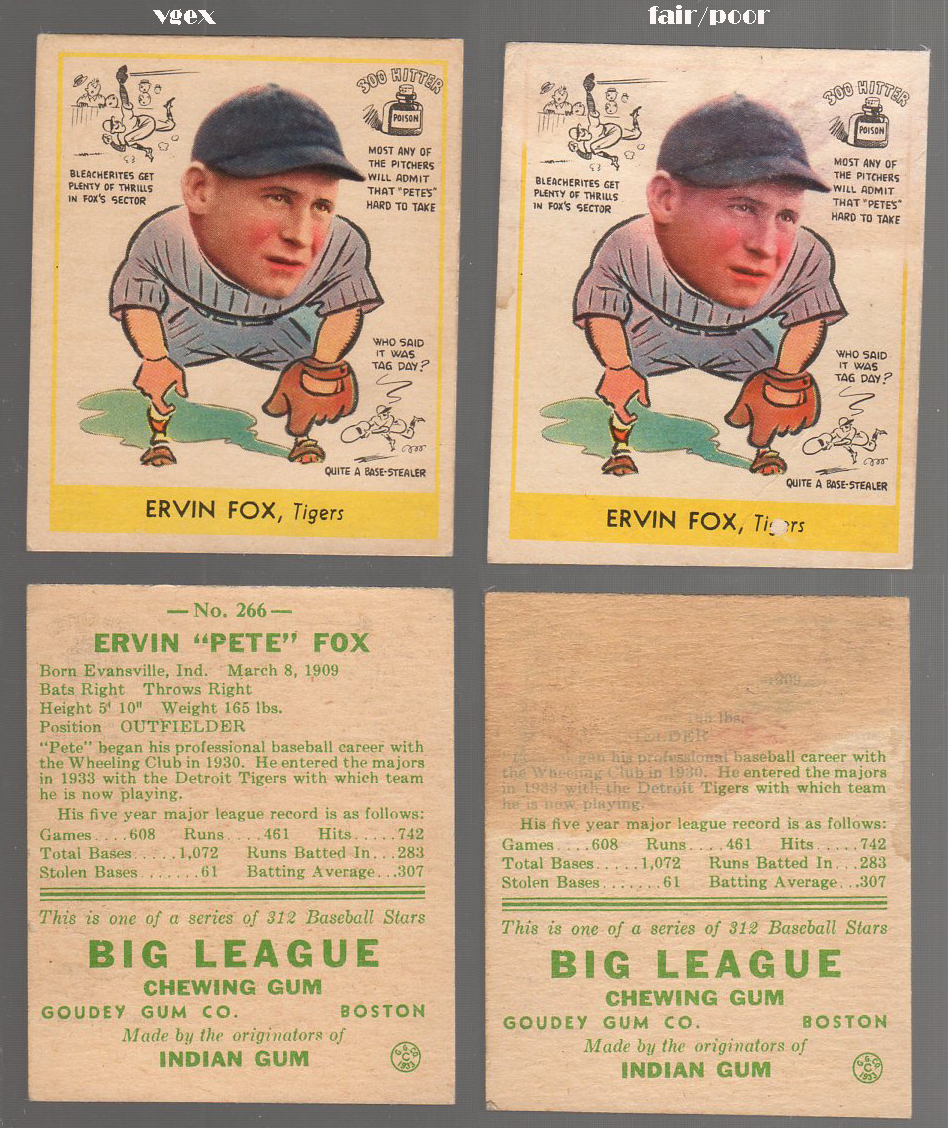 vgex
fair/poor
300 HITTER
POISON
BLEACHERITES GET
PLENTY OF THRILLS
IN FOX'S SECTOR
MOST ANY OF
THE PITCHERS
WILL ADMIT
THAT "PETE'S"
HARD TO TAKE
WHO SAID
IT WAS
TAG DAY?
QUITE A BASE-STEALER
ERVIN FOX, Tigers
300 HITTER
POISON
BLEACHERITES GET
PLENTY OF THRILLS
IN FOX'S SECTOR
MOST ANY OF
THE PITCHERS
WILL ADMIT
THAT "PETE'S"
HARD TO TAKE
WHO SAID
IT WAS
TAG DAY?
QUITE A BASE-STEALER
ERVIN FOX, Ti rs
—No. 266—
ERVIN "PETE" FOX
Born Evansville, Ind. March 8, 1909
Bats Right Throws Right
Height 5' 10" Weight 165 lbs.
Position OUTFIELDER
"Pete" began his professional baseball career with
the Wheeling Club in 1930. He entered the majors
in 1933 with the Detroit Tigers with which team
he is now playing.
His five year major league record is as follows:
Games....608 Runs....461 Hits.....742
Total Bases.....1,072 Runs Batted In...283
Stolen Bases.......61 Batting Average...307
This is one of a series of 312 Baseball Stars
BIG LEAGUE
CHEWING GUM
GOUDEY GUM CO. BOSTON
Made by the originators of
INDIAN GUM
G.G.CO.
C
1933
1909
lbs.
LDER
his professional baseball career with
the Wheeling Club in 1930. He entered the majors
in 1933 with the Detroit Tigers with which team
he is now playing.
His five year major league record is as follows:
Games....608 Runs....461 Hits.....742
Total Bases.....1,072 Runs Batted In...283
Stolen Bases.......61 Batting Average...307
This is one of a series of 312 Baseball Stars
BIG LEAGUE
CHEWING GUM
GOUDEY GUM CO. BOSTON
Made by the originators of
INDIAN GUM
G.G.CO.
C
1933